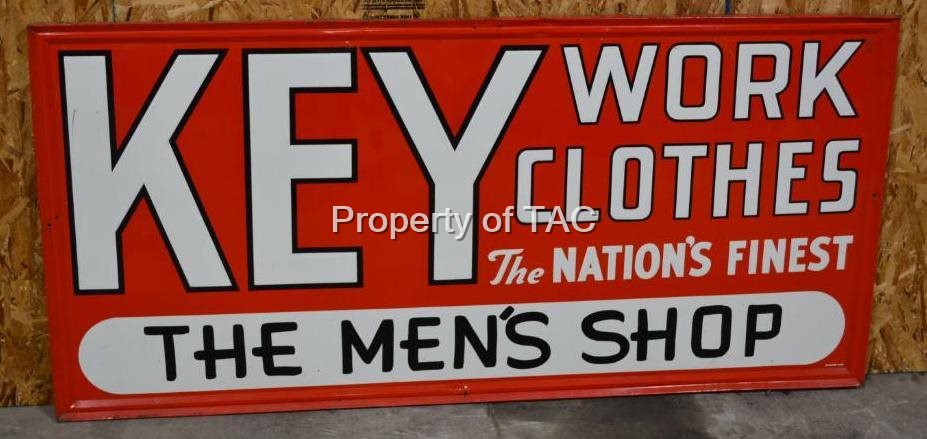 KEY WORK
CLOTHES
The NATION'S FINEST
THE MEN'S SHOP
Property of TAC